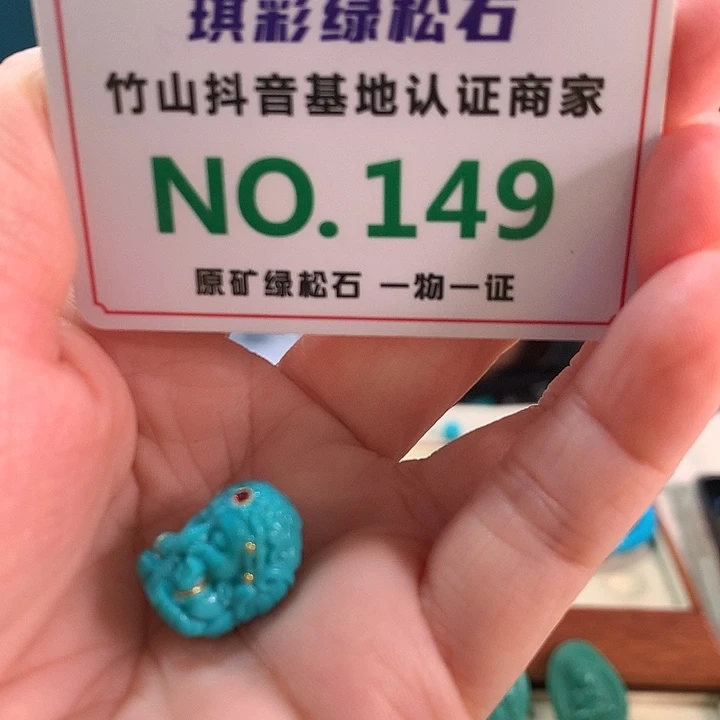 琪彩绿松石
竹山抖音基地认证商家
NO.149
原矿绿松石 一物一证